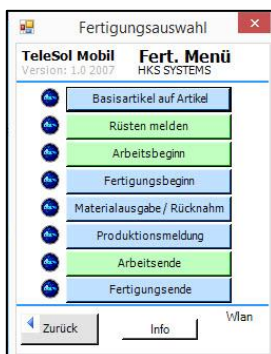 Fertigungsauswahl
TeleSol Mobil Fert. Menü
Version: 1.0 2007 HKS SYSTEMS
Basisartikel auf Artikel
Rüsten melden
Arbeitsbeginn
Fertigungsbeginn
Materialausgabe / Rücknahm
Produktionsmeldung
Arbeitsende
Fertigungsende
Zurück Info Wlan